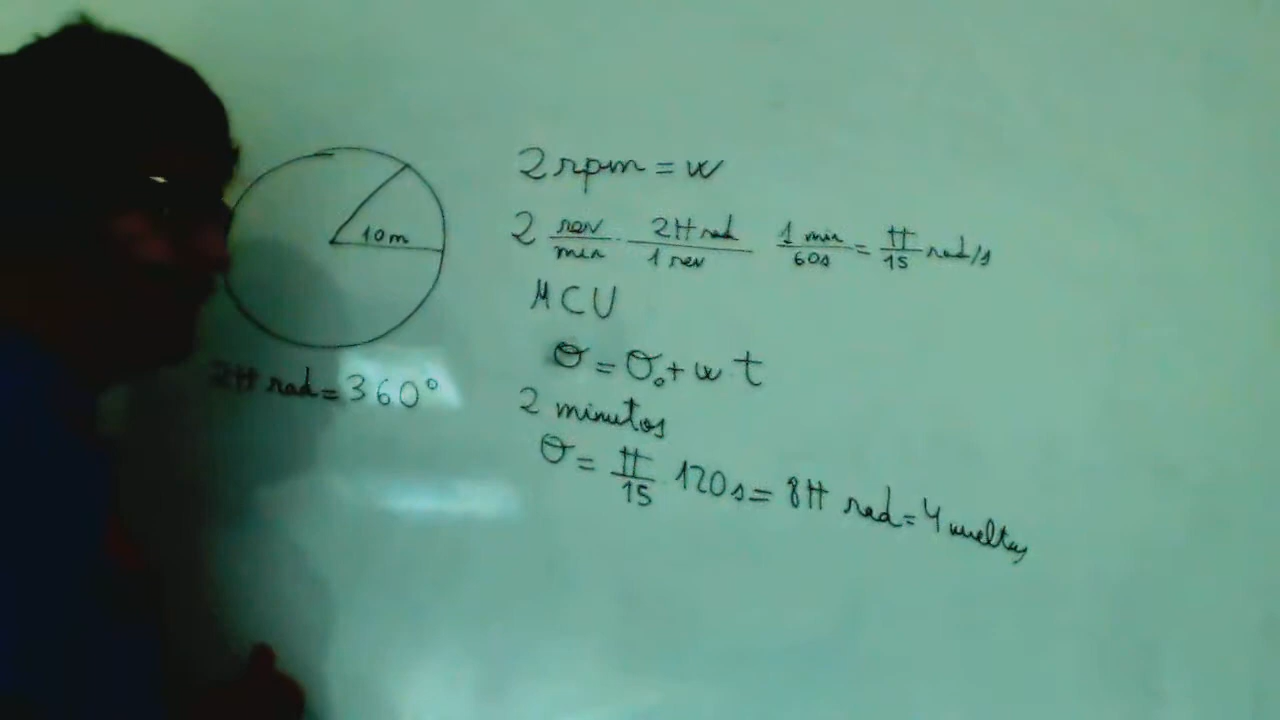 10m
2π rad = 360°
2 rpm = w
2 rev/min · 2π rad/1 rev 1 min/60s = π/15 rad/s
MCU
θ = θ₀ + w t
2 minutos
θ = π/15 120s = 8π rad = 4 vueltas